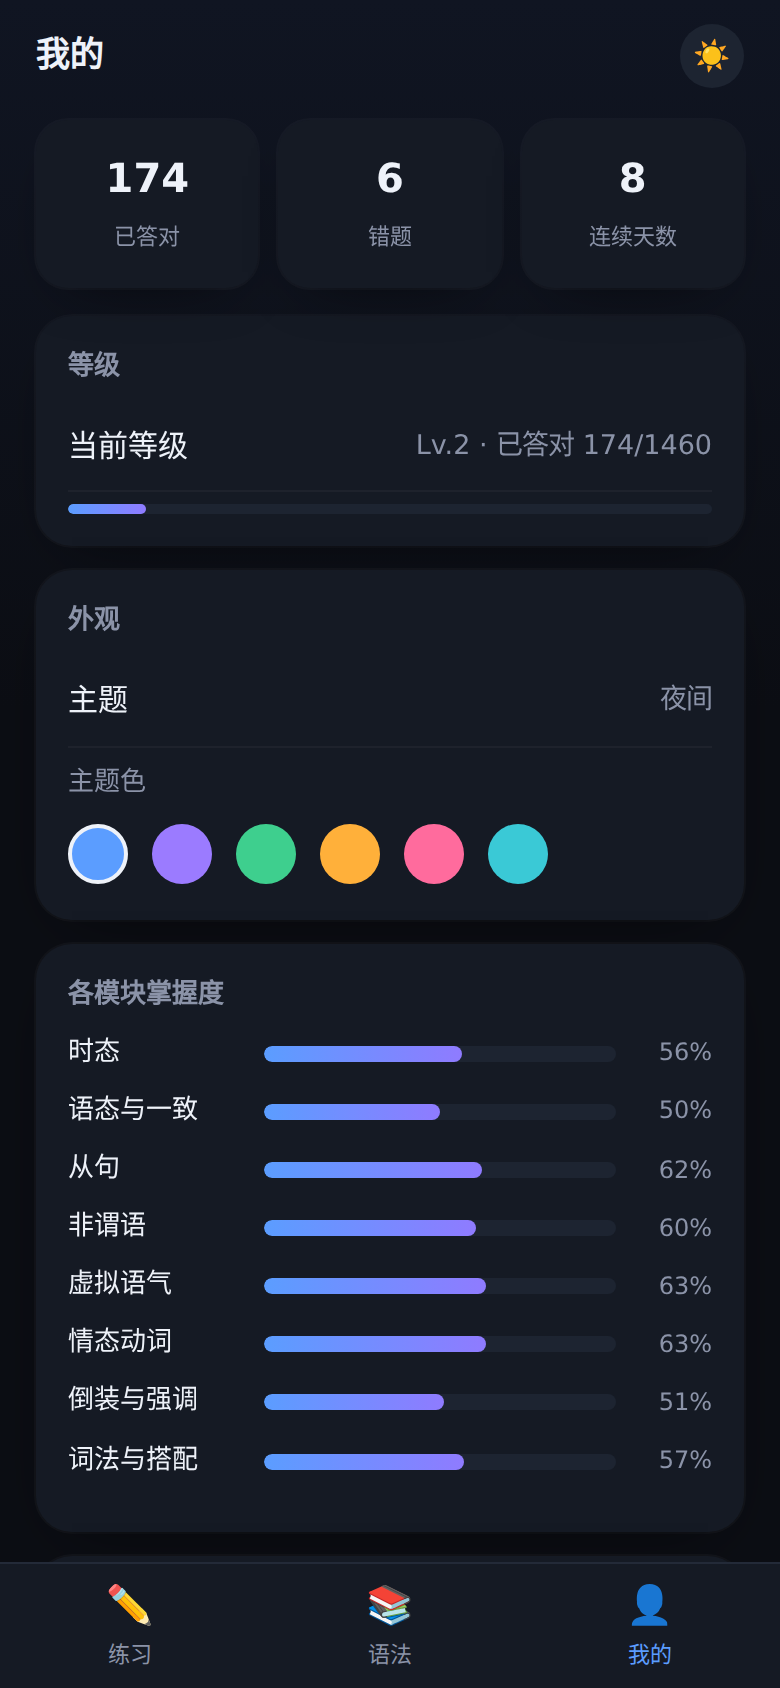 我的
174
已答对
6
错题
8
连续天数
等级
当前等级 Lv.2 · 已答对 174/1460
外观
主题 夜间
主题色
各模块掌握度
时态 56%
语态与一致 50%
从句 62%
非谓语 60%
虚拟语气 63%
情态动词 63%
倒装与强调 51%
词法与搭配 57%
练习
语法
我的